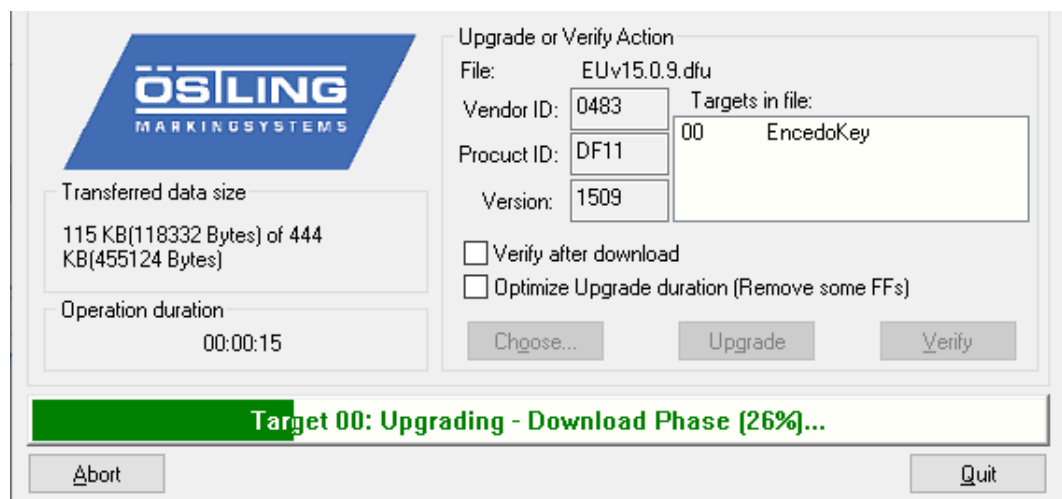 ÖSTLING
MARKINGSYSTEMS
Transferred data size
115 KB(118332 Bytes) of 444
KB(455124 Bytes)
Operation duration
00:00:15
Upgrade or Verify Action
File: EUv15.0.9.dfu
Vendor ID: 0483
Targets in file:
00 EncedoKey
Procuct ID: DF11
Version: 1509
Verify after download
Optimize Upgrade duration (Remove some FFs)
Choose... Upgrade Verify
Target 00: Upgrading - Download Phase (26%)...
Abort Quit